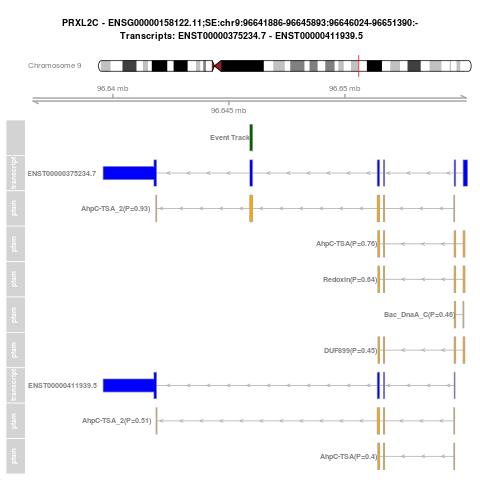 PRXL2C - ENSG00000158122.11;SE:chr9:96641886-96645893:96646024-96651390:-
Transcripts: ENST00000375234.7 - ENST00000411939.5
Chromosome 9
96.64 mb
96.65 mb
96.645 mb
Event Track
transcript
ENST00000375234.7
pfam
AhpC-TSA_2(P=0.93)
pfam
AhpC-TSA(P=0.76)
pfam
Redoxin(P=0.64)
pfam
Bac_DnaA_C(P=0.46)
pfam
DUF899(P=0.45)
transcript
ENST00000411939.5
pfam
AhpC-TSA_2(P=0.51)
pfam
AhpC-TSA(P=0.4)